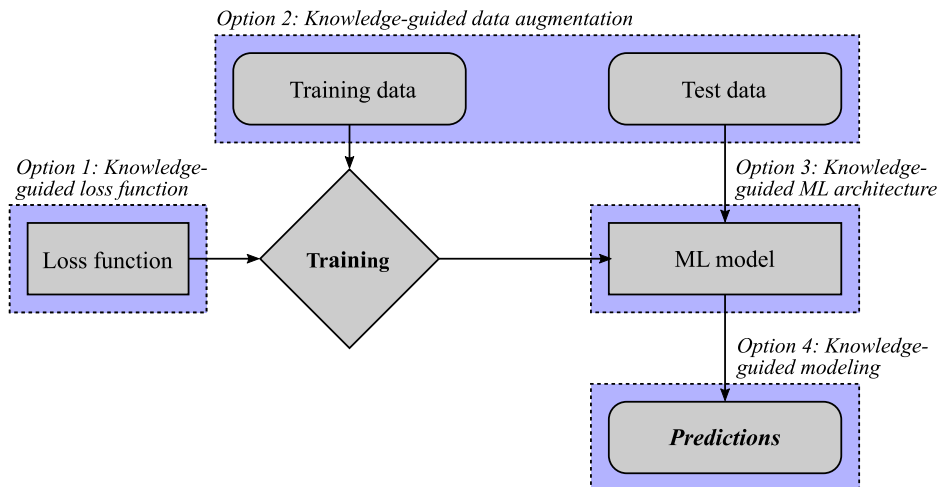 Option 2: Knowledge-guided data augmentation
Training data
Test data
Option 1: Knowledge-
guided loss function
Option 3: Knowledge-
guided ML architecture
Loss function
Training
ML model
Option 4: Knowledge-
guided modeling
Predictions